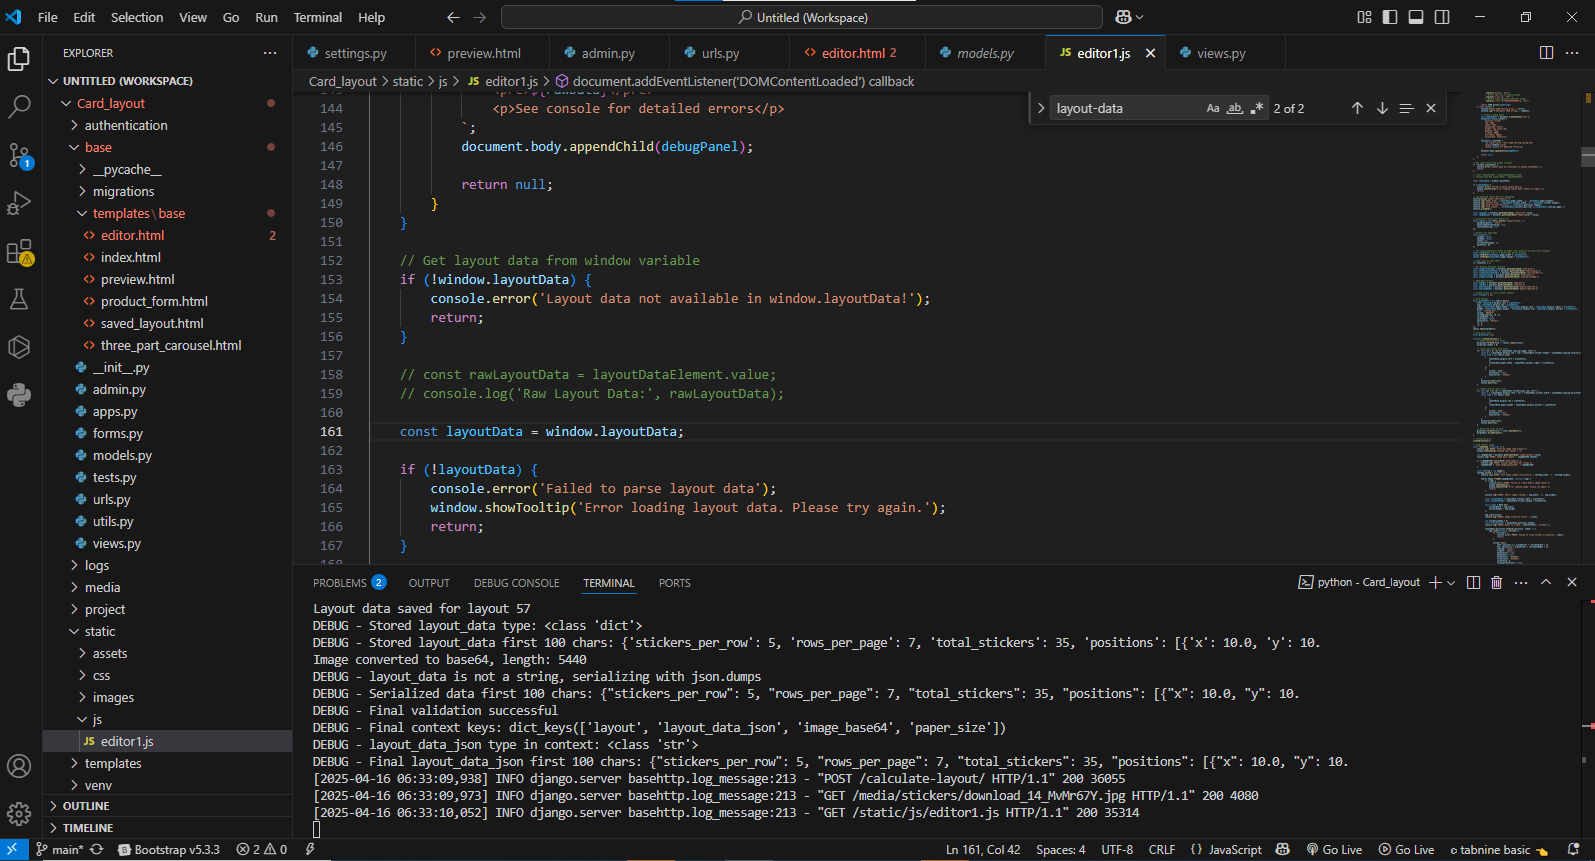 File Edit Selection View Go Run Terminal Help
Untitled (Workspace)
EXPLORER
UNTITLED (WORKSPACE)
Card_layout
authentication
base
__pycache__
migrations
templates\base
editor.html 2
index.html
preview.html
product_form.html
saved_layout.html
three_part_carousel.html
__init__.py
admin.py
apps.py
forms.py
models.py
tests.py
urls.py
utils.py
views.py
logs
media
project
static
assets
css
images
js
JS editor1.js
templates
venv
OUTLINE
TIMELINE
1
settings.py preview.html admin.py urls.py editor.html 2 models.py JS editor1.js views.py
Card_layout > static > js > JS editor1.js > document.addEventListener('DOMContentLoaded') callback
layout-data Aa ab 2 of 2
144 <p>See console for detailed errors</p>
145 `;
146 document.body.appendChild(debugPanel);
147
148 return null;
149 }
150 }
151
152 // Get layout data from window variable
153 if (!window.layoutData) {
154 console.error('Layout data not available in window.layoutData!');
155 return;
156 }
157
158 // const rawLayoutData = layoutDataElement.value;
159 // console.log('Raw Layout Data:', rawLayoutData);
160
161 const layoutData = window.layoutData;
162
163 if (!layoutData) {
164 console.error('Failed to parse layout data');
165 window.showTooltip('Error loading layout data. Please try again.');
166 return;
167 }
PROBLEMS 2 OUTPUT DEBUG CONSOLE TERMINAL PORTS
python - Card_layout
Layout data saved for layout 57
DEBUG - Stored layout_data type: <class 'dict'>
DEBUG - Stored layout_data first 100 chars: {'stickers_per_row': 5, 'rows_per_page': 7, 'total_stickers': 35, 'positions': [{'x': 10.0, 'y': 10.
Image converted to base64, length: 5440
DEBUG - layout_data is not a string, serializing with json.dumps
DEBUG - Serialized data first 100 chars: {"stickers_per_row": 5, "rows_per_page": 7, "total_stickers": 35, "positions": [{"x": 10.0, "y": 10.
DEBUG - Final validation successful
DEBUG - Final context keys: dict_keys(['layout', 'layout_data_json', 'image_base64', 'paper_size'])
DEBUG - layout_data_json type in context: <class 'str'>
DEBUG - Final layout_data_json first 100 chars: {"stickers_per_row": 5, "rows_per_page": 7, "total_stickers": 35, "positions": [{"x": 10.0, "y": 10.
[2025-04-16 06:33:09,938] INFO django.server basehttp.log_message:213 - "POST /calculate-layout/ HTTP/1.1" 200 36055
[2025-04-16 06:33:09,973] INFO django.server basehttp.log_message:213 - "GET /media/stickers/download_14_MvMr67Y.jpg HTTP/1.1" 200 4080
[2025-04-16 06:33:10,052] INFO django.server basehttp.log_message:213 - "GET /static/js/editor1.js HTTP/1.1" 200 35314
main* Bootstrap v5.3.3 2 0 Ln 161, Col 42 Spaces: 4 UTF-8 CRLF {} JavaScript Go Live Go Live tabnine basic